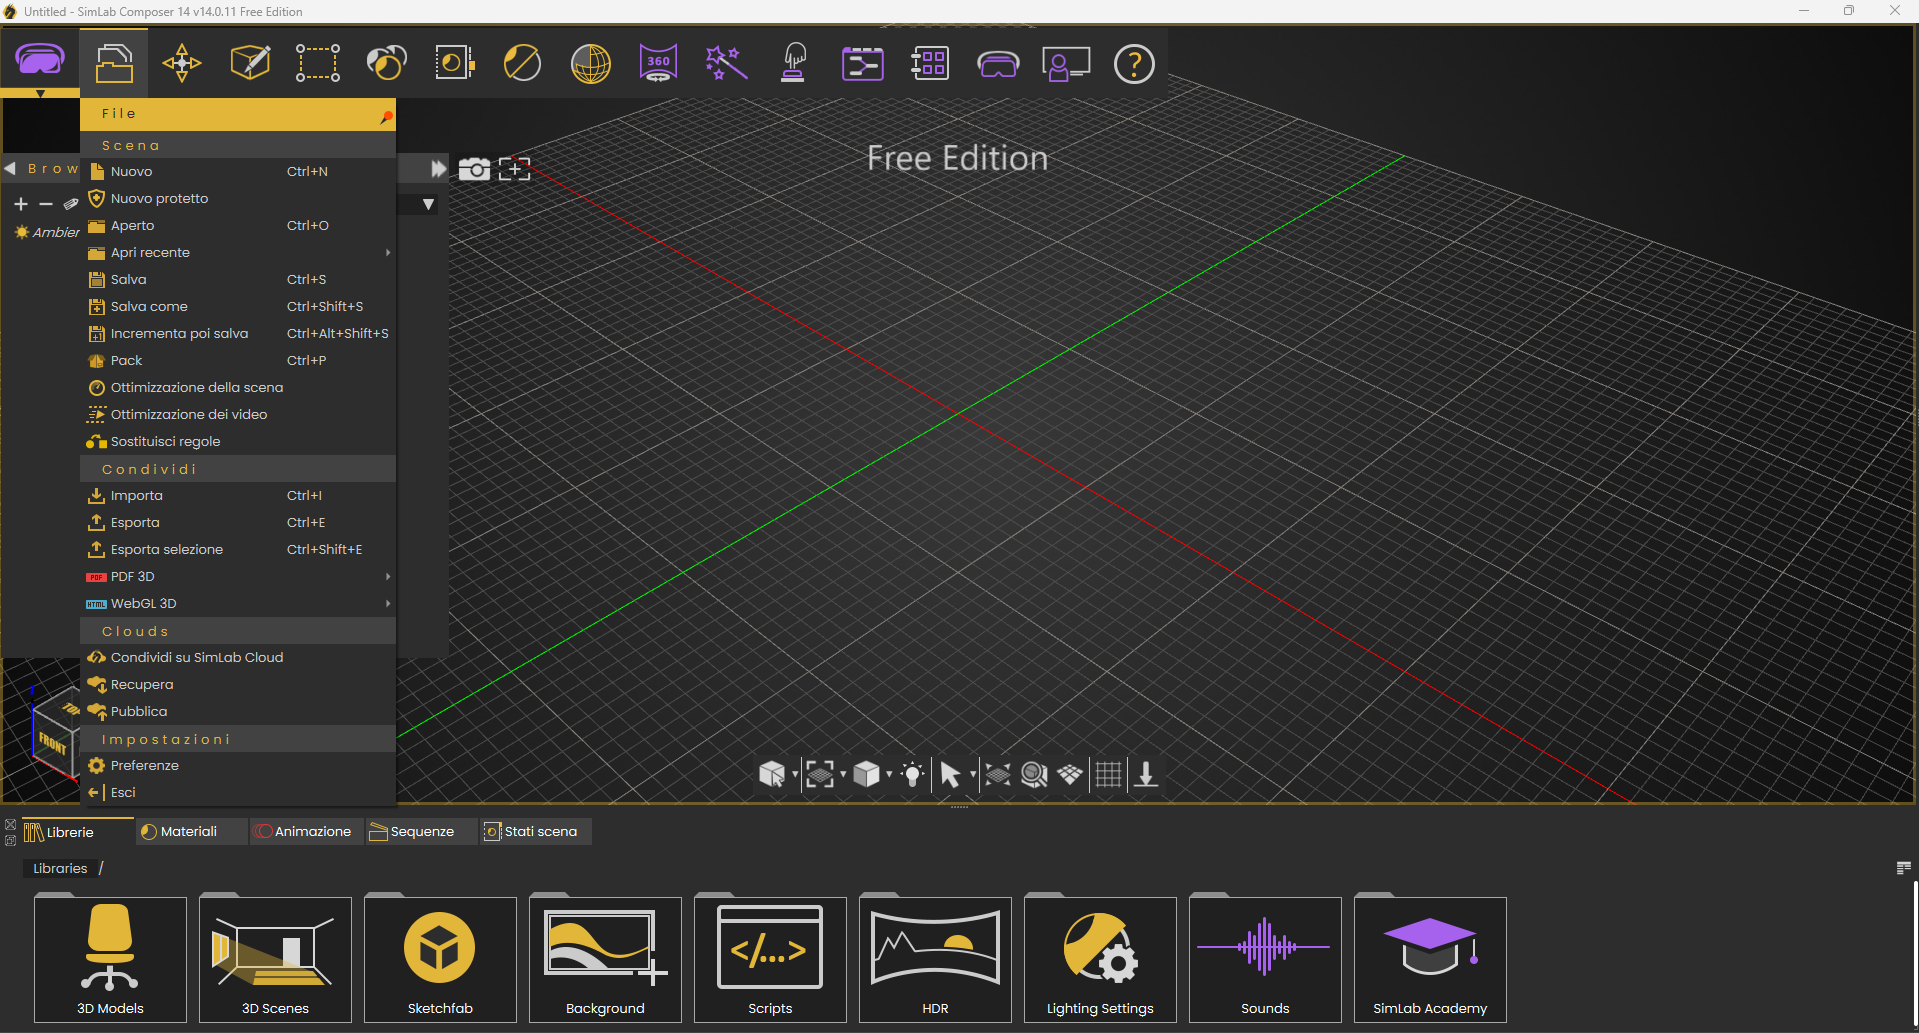 Untitled - SimLab Composer 14 v14.0.11 Free Edition
360
?
File
Scena
Nuovo Ctrl+N
Nuovo protetto
Aperto Ctrl+O
Apri recente
Salva Ctrl+S
Salva come Ctrl+Shift+S
Incrementa poi salva Ctrl+Alt+Shift+S
Pack Ctrl+P
Ottimizzazione della scena
Ottimizzazione dei video
Sostituisci regole
Condividi
Importa Ctrl+I
Esporta Ctrl+E
Esporta selezione Ctrl+Shift+E
PDF PDF 3D
HTML WebGL 3D
Clouds
Condividi su SimLab Cloud
Recupera
Pubblica
Impostazioni
Preferenze
Esci
Brow
Ambier
Free Edition
TOP
FRONT
Librerie
Materiali
Animazione
Sequenze
Stati scena
Libraries /
</...>
3D Models
3D Scenes
Sketchfab
Background
Scripts
HDR
Lighting Settings
Sounds
SimLab Academy